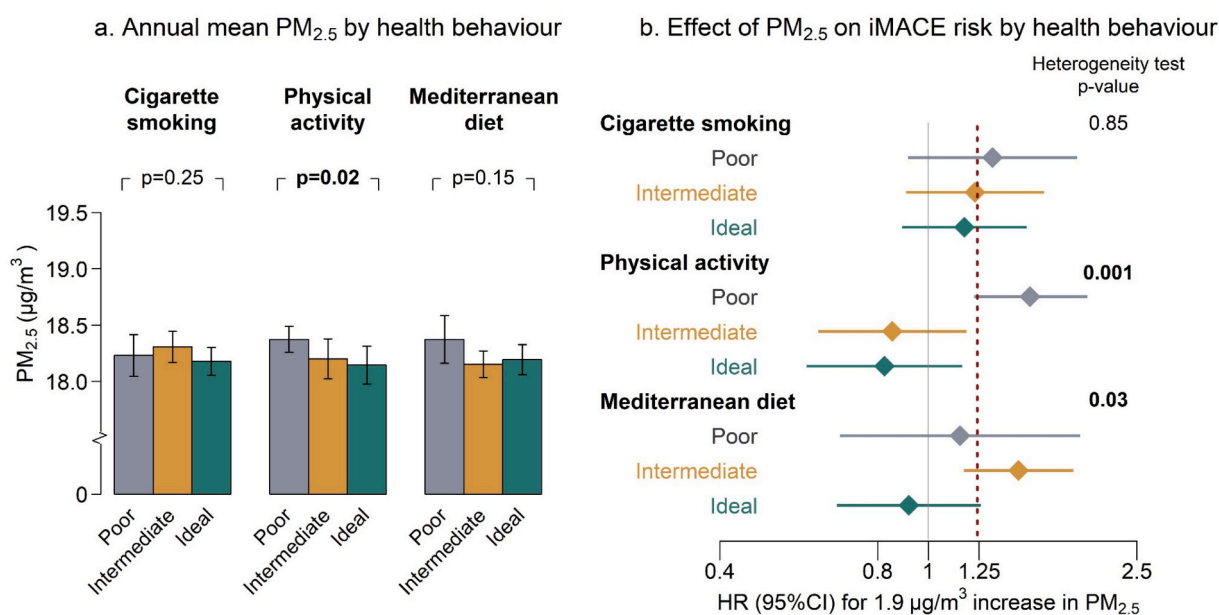 a. Annual mean PM2.5 by health behaviour
Cigarette smoking
Physical activity
Mediterranean diet
p=0.25
p=0.02
p=0.15
PM2.5 (µg/m³)
19.5
19.0
18.5
18.0
0
Poor
Intermediate
Ideal
Poor
Intermediate
Ideal
Poor
Intermediate
Ideal
b. Effect of PM2.5 on iMACE risk by health behaviour
Heterogeneity test
p-value
Cigarette smoking 0.85
Poor
Intermediate
Ideal
Physical activity 0.001
Poor
Intermediate
Ideal
Mediterranean diet 0.03
Poor
Intermediate
Ideal
0.4 0.8 1 1.25 2.5
HR (95%CI) for 1.9 µg/m³ increase in PM2.5